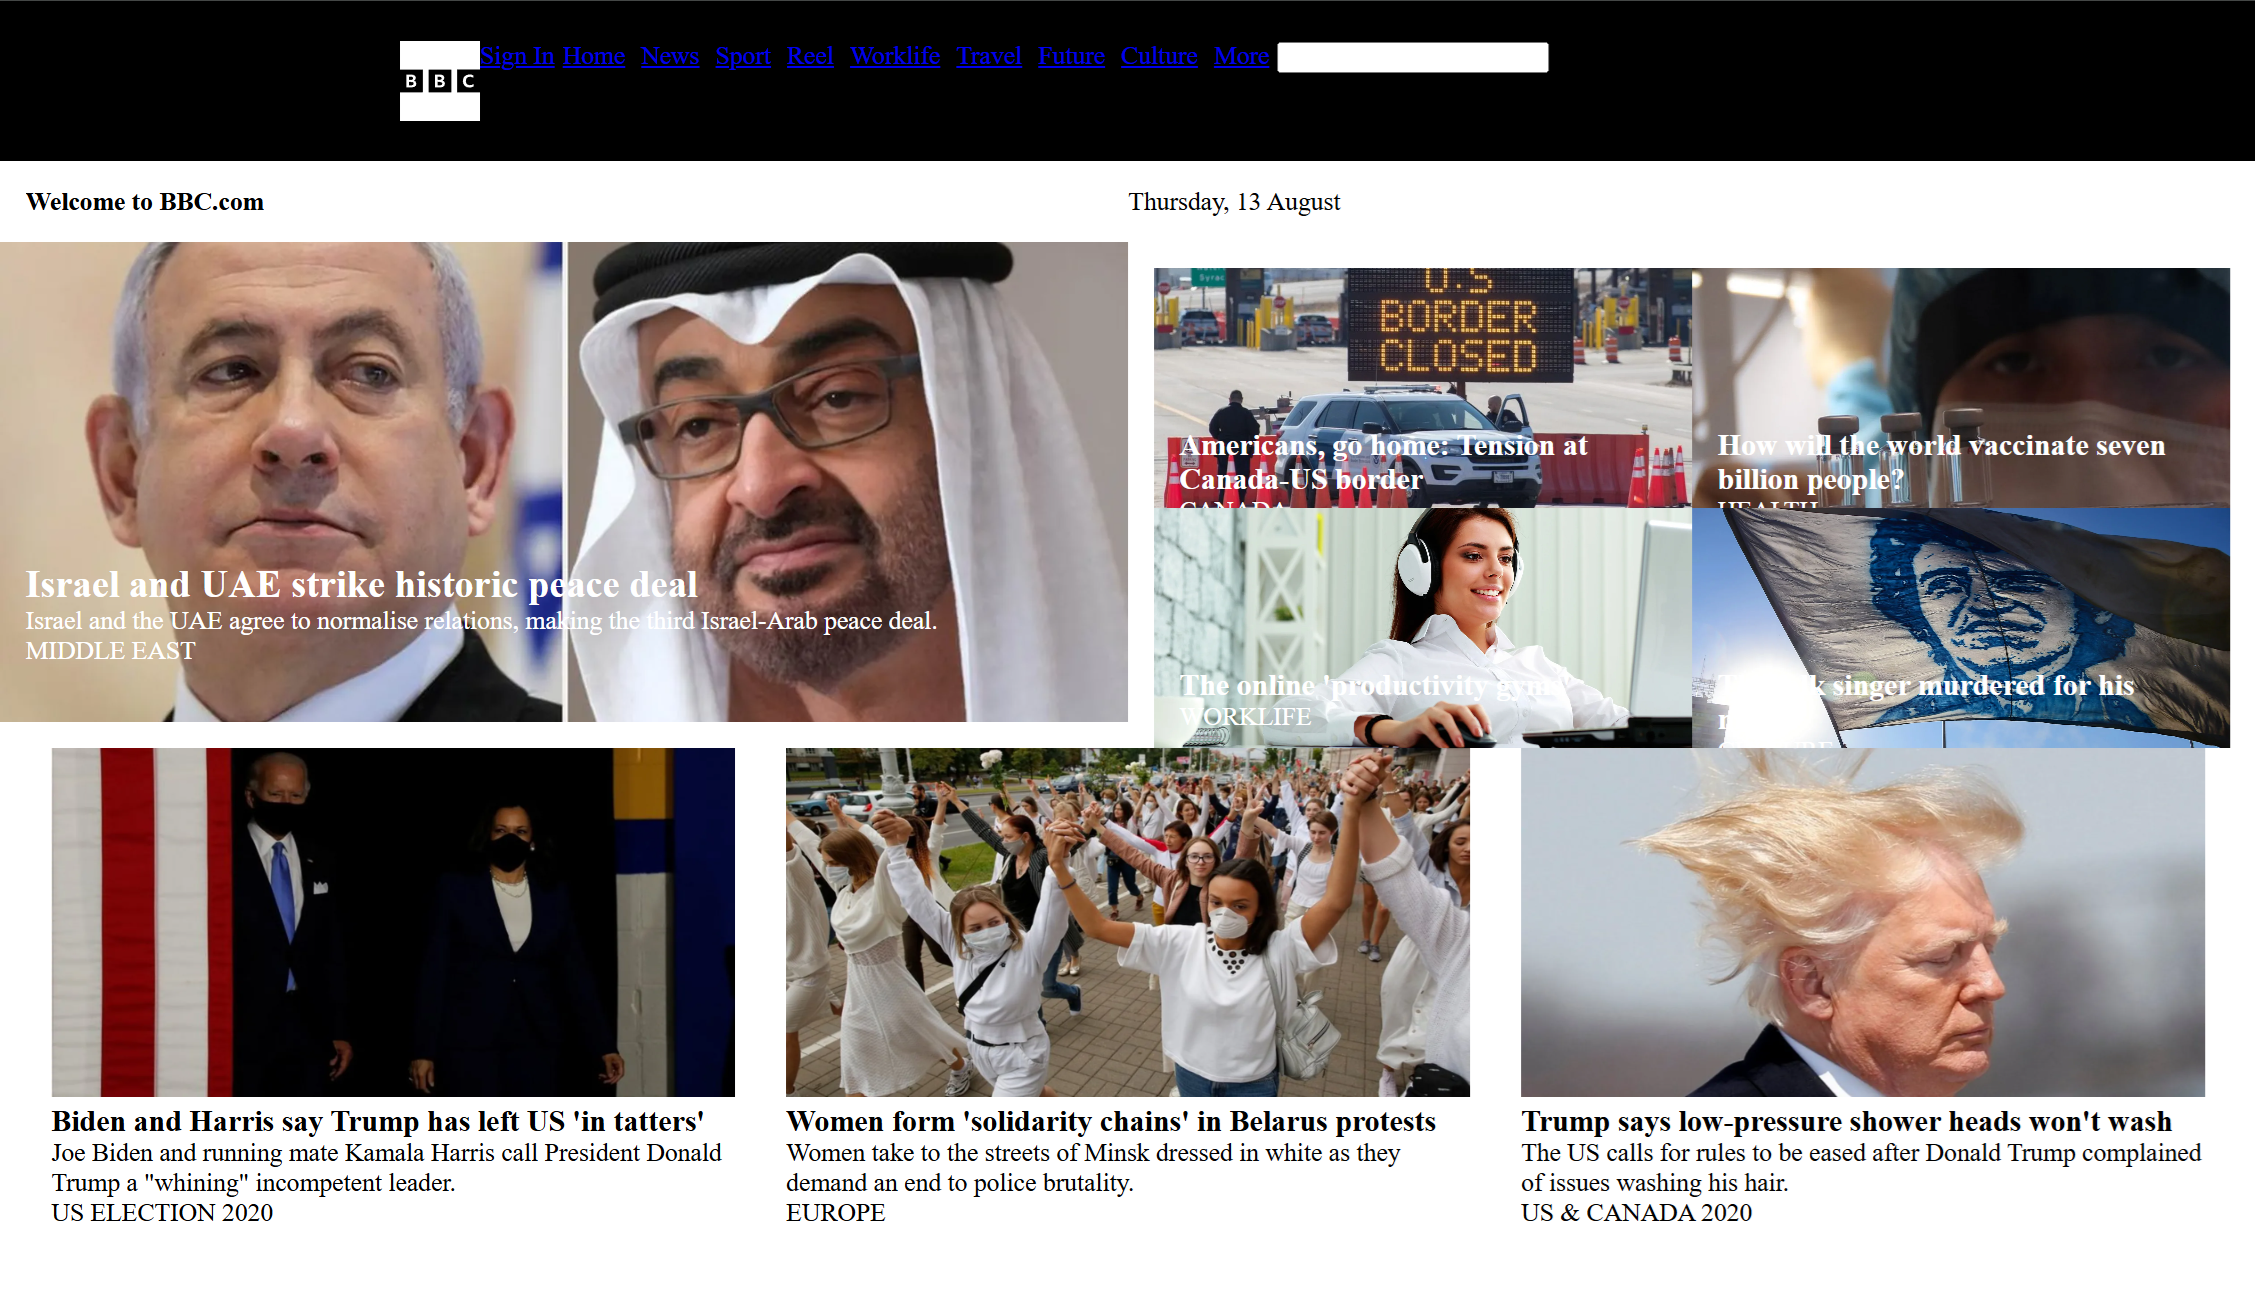 BBC Sign In Home News Sport Reel Worklife Travel Future Culture More
Welcome to BBC.com
Thursday, 13 August
Israel and UAE strike historic peace deal
Israel and the UAE agree to normalise relations, making the third Israel-Arab peace deal.
MIDDLE EAST
U.S
BORDER
CLOSED
Americans, go home: Tension at
Canada-US border
CANADA
How will the world vaccinate seven
billion people?
HEALTH
The online 'productivity gyms'
WORKLIFE
singer murdered for his
Biden and Harris say Trump has left US 'in tatters'
Joe Biden and running mate Kamala Harris call President Donald
Trump a "whining" incompetent leader.
US ELECTION 2020
Women form 'solidarity chains' in Belarus protests
Women take to the streets of Minsk dressed in white as they
demand an end to police brutality.
EUROPE
Trump says low-pressure shower heads won't wash
The US calls for rules to be eased after Donald Trump complained
of issues washing his hair.
US & CANADA 2020